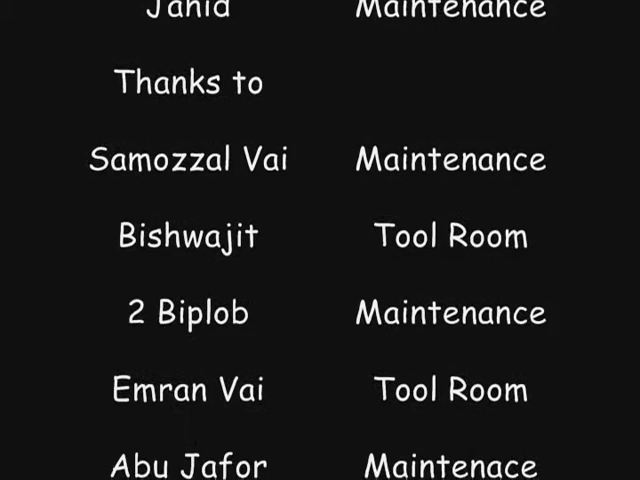 Jahid Maintenance
Thanks to
Samozzal Vai Maintenance
Bishwajit Tool Room
2 Biplob Maintenance
Emran Vai Tool Room
Abu Jafor Maintenace